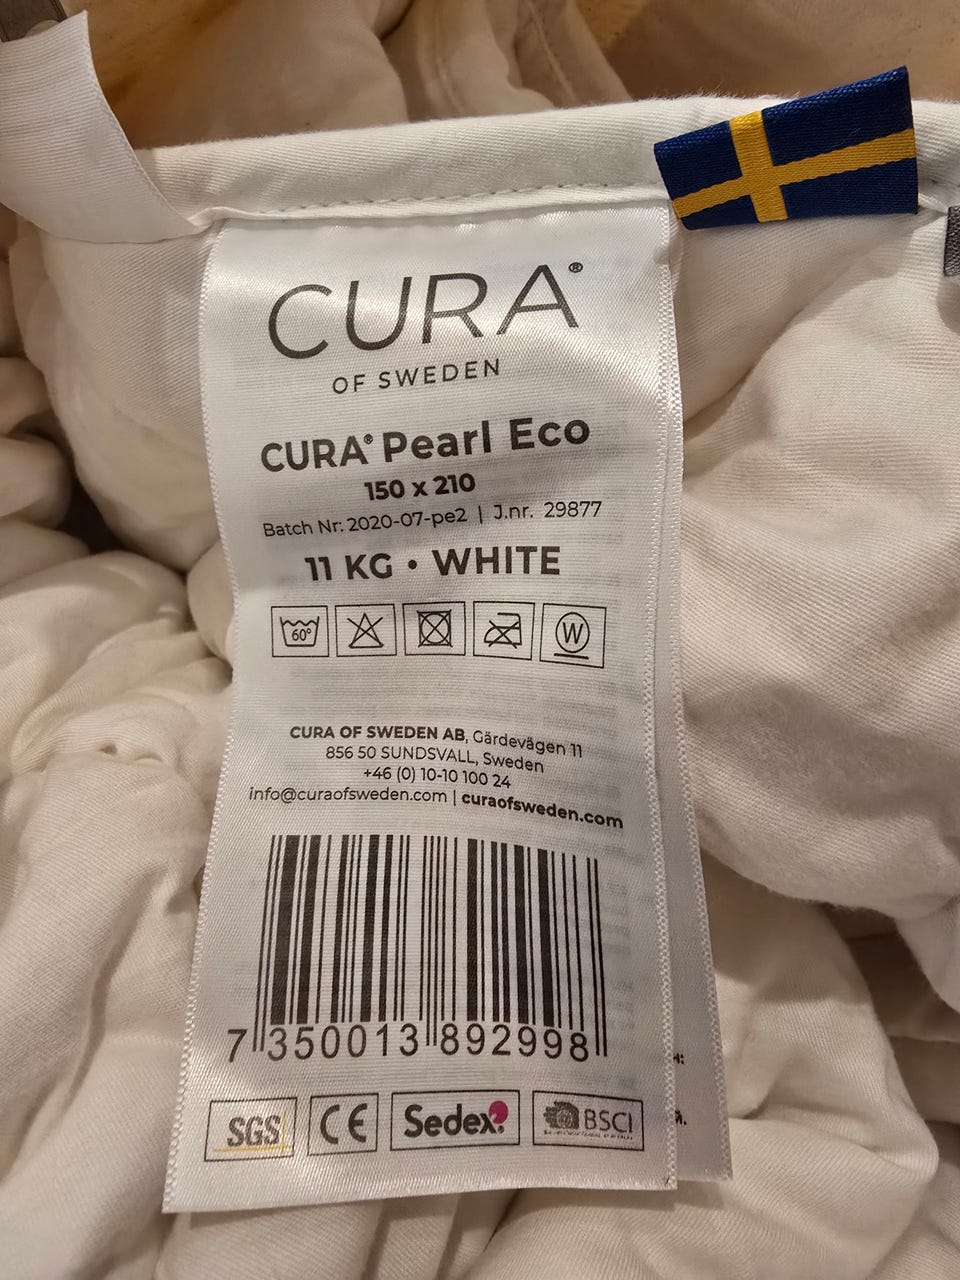 CURA®
OF SWEDEN
CURA® Pearl Eco
150 x 210
Batch Nr: 2020-07-pe2 | J.nr. 29877
11 KG • WHITE
60°
W
CURA OF SWEDEN AB, Gärdevägen 11
856 50 SUNDSVALL, Sweden
+46 (0) 10-10 100 24
info@curaofsweden.com | curaofsweden.com
7 350013 892998
SGS CE Sedex BSCI